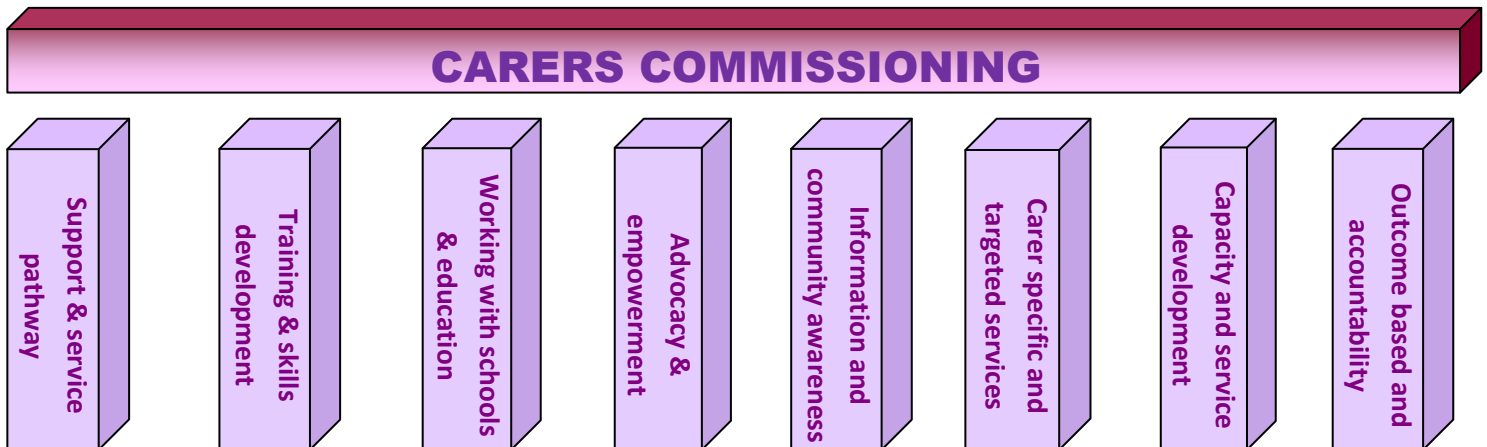 CARERS COMMISSIONING
Support & service
pathway
Training & skills
development
Working with schools
& education
Advocacy &
empowerment
Information and
community awareness
Carer specific and
targeted services
Capacity and service
development
Outcome based and
accountability